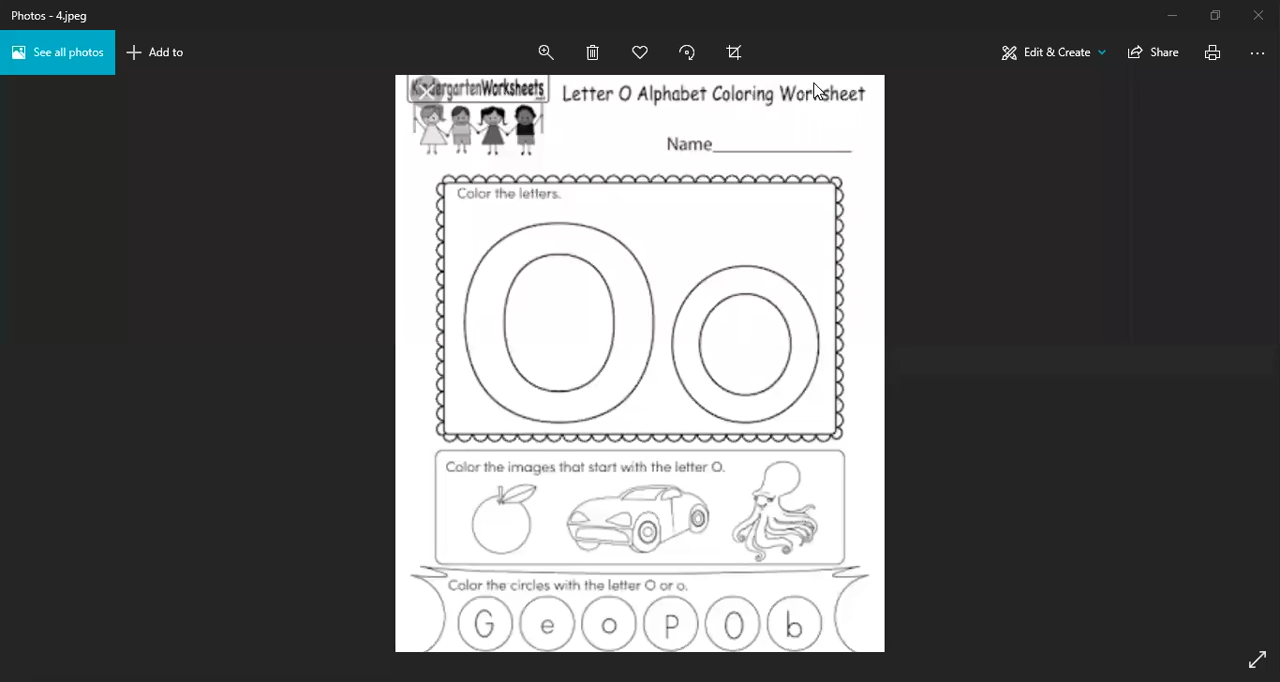 Photos - 4.jpeg
See all photos
Add to
Edit & Create
Share
KindergartenWorksheets
Letter O Alphabet Coloring Worksheet
Name
Color the letters.
O o
Color the images that start with the letter O.
Color the circles with the letter O or o.
G e o P O b